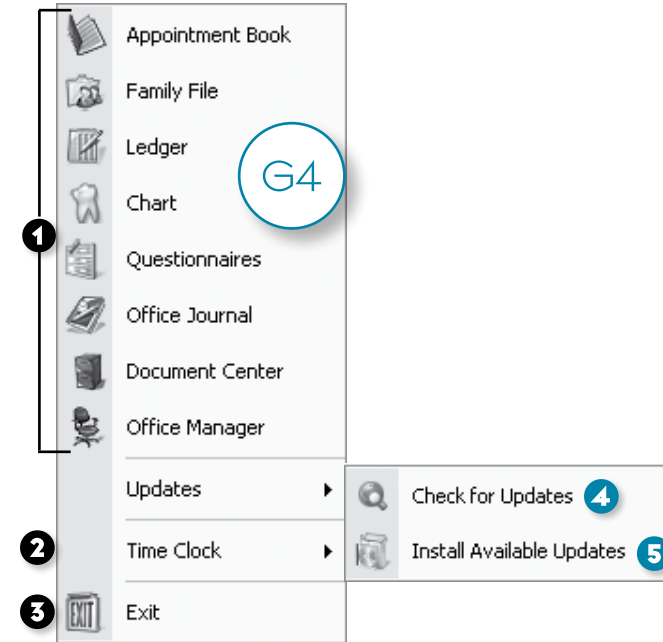 Appointment Book
Family File
Ledger
G4
Chart
1
Questionnaires
Office Journal
Document Center
Office Manager
Updates
Check for Updates 4
2 Time Clock
Install Available Updates 5
3 EXIT Exit